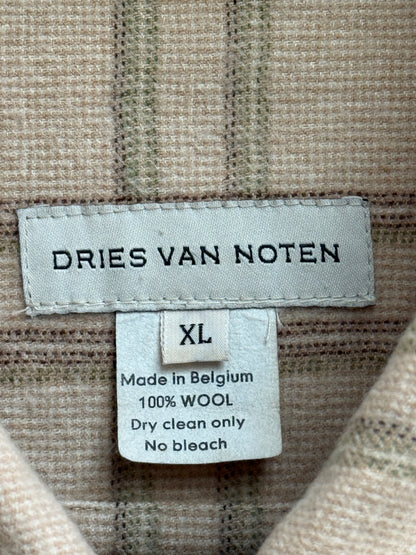 DRIES VAN NOTEN
XL
Made in Belgium
100% WOOL
Dry clean only
No bleach